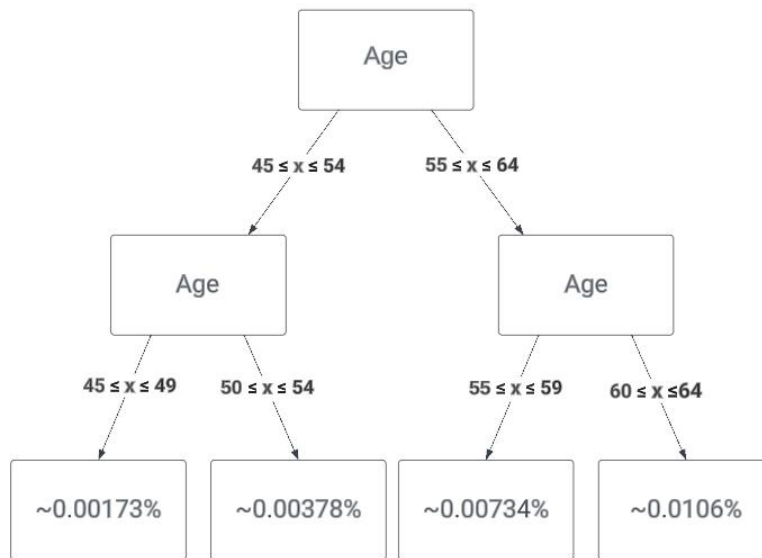 Age
45 ≤ x ≤ 54
55 ≤ x ≤ 64
Age
Age
45 ≤ x ≤ 49
50 ≤ x ≤ 54
55 ≤ x ≤ 59
60 ≤ x ≤64
~0.00173%
~0.00378%
~0.00734%
~0.0106%